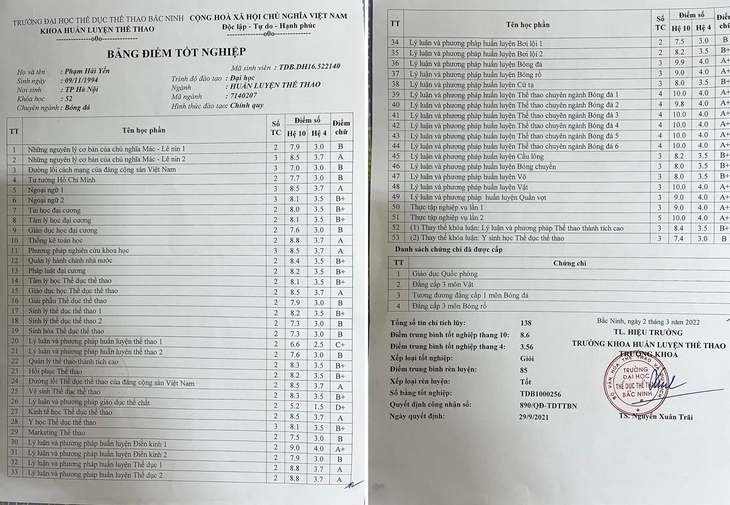 TRƯỜNG ĐẠI HỌC THỂ DỤC THỂ THAO BẮC NINH CỘNG HOÀ XÃ HỘI CHỦ NGHĨA VIỆT NAM
KHOA HUẤN LUYỆN THỂ THAO Độc lập - Tự do - Hạnh phúc
BẢNG ĐIỂM TỐT NGHIỆP
Mã sinh viên : TDB.DH16.522140
Họ và tên : Phạm Hải Yến Trình độ đào tạo : Đại học
Sinh ngày : 09/11/1994 Ngành : HUẤN LUYỆN THỂ THAO
Nơi sinh : TP Hà Nội Mã ngành : 7140207
Khóa học : 52 Hình thức đào tạo: Chính quy
Chuyên ngành : Bóng đá
TT Tên học phần Số TC Điểm số Điểm chữ
Hệ 10 Hệ 4
1 Những nguyên lý cơ bản của chủ nghĩa Mác - Lê nin 1 2 7.9 3.0 B
2 Những nguyên lý cơ bản của chủ nghĩa Mác - Lê nin 2 3 8.5 3.7 A
3 Đường lối cách mạng của đảng cộng sản Việt Nam 3 7.0 3.0 B
4 Tư tưởng Hồ Chí Minh 2 7.7 3.0 B
5 Ngoại ngữ 1 3 8.5 3.7 A
6 Ngoại ngữ 2 3 8.1 3.5 B+
7 Tin học đại cương 2 8.0 3.5 B+
8 Tâm lý học đại cương 2 8.1 3.5 B+
9 Giáo dục học đại cương 2 7.6 3.0 B
10 Thống kê toán học 2 8.8 3.7 A
11 Phương pháp nghiên cứu khoa học 3 8.5 3.7 A
12 Quản lý hành chính nhà nước 2 8.4 3.5 B+
13 Pháp luật đại cương 2 8.2 3.5 B+
14 Tâm lý học Thể dục thể thao 2 8.1 3.5 B+
15 Giáo dục học Thể dục thể thao 2 8.5 3.7 A
16 Giải phẫu Thể dục thể thao 2 7.9 3.0 B
17 Sinh lý thể dục thể thao 1 2 8.2 3.5 B+
18 Sinh lý thể dục thể thao 2 2 7.3 3.0 B
19 Sinh hóa Thể dục thể thao 2 7.3 3.0 B
20 Lý luận và phương pháp huấn luyện thể thao 1 2 6.6 2.5 C+
21 Lý luận và phương pháp huấn luyện thể thao 2 2 7.6 3.0 B
22 Quản lý thể thao thành tích cao 2 8.3 3.5 B+
23 Hồi phục Thể thao 2 8.2 3.5 B+
24 Đường lối Thể dục thể thao của đảng cộng sản Việt Nam 2 8.5 3.7 A
25 Vệ sinh Thể dục thể thao 2 8.3 3.5 B+
26 Lý luận và phương pháp giáo dục thể chất 2 5.2 1.5 D+
27 Kinh tế học Thể dục thể thao 2 8.5 3.7 A
28 Y học Thể dục thể thao 3 8.1 3.5 B+
29 Marketing Thể thao 2 7.5 3.0 B
30 Lý luận và phương pháp huấn luyện Điền kinh 1 2 9.0 4.0 A+
31 Lý luận và phương pháp huấn luyện Điền kinh 2 2 7.9 3.0 B
32 Lý luận và phương pháp huấn luyện Thể dục 1 2 8.8 3.7 A
33 Lý luận và phương pháp huấn luyện Thể dục 2 2 8.8 3.7 A
TT Tên học phần Số TC Điểm số
Hệ 10 Hệ 4
34 Lý luận và phương pháp huấn luyện Bơi lội 1 2 7.5 3.0 B
35 Lý luận và phương pháp huấn luyện Bơi lội 2 2 8.2 3.5 B+
36 Lý luận và phương pháp huấn luyện Bóng đá 3 9.9 4.0 A+
37 Lý luận và phương pháp huấn luyện Bóng rổ 3 9.0 4.0 A+
38 Lý luận và phương pháp huấn luyện Cử tạ 3 8.0 3.5 B+
39 Lý luận và phương pháp huấn luyện Thể thao chuyên ngành Bóng đá 1 4 10.0 4.0 A+
40 Lý luận và phương pháp huấn luyện Thể thao chuyên ngành Bóng đá 2 4 9.8 4.0 A+
41 Lý luận và phương pháp huấn luyện Thể thao chuyên ngành Bóng đá 3 4 10.0 4.0 A+
42 Lý luận và phương pháp huấn luyện Thể thao chuyên ngành Bóng đá 4 4 10.0 4.0 A+
43 Lý luận và phương pháp huấn luyện Thể thao chuyên ngành Bóng đá 5 4 10.0 4.0 A+
44 Lý luận và phương pháp huấn luyện Thể thao chuyên ngành Bóng đá 6 4 10.0 4.0 A+
45 Lý luận và phương pháp huấn luyện Cầu lông 3 8.2 3.5 B+
46 Lý luận và phương pháp huấn luyện Bóng chuyền 3 8.0 3.5 B+
47 Lý luận và phương pháp huấn luyện Võ 3 8.0 3.5 B+
48 Lý luận và phương pháp huấn luyện Vật 3 10.0 4.0 A+
49 Lý luận và phương pháp huấn luyện Quần vợt 3 9.0 4.0 A+
50 Thực tập nghiệp vụ lần 1 3 9.0 4.0 A+
51 Thực tập nghiệp vụ lần 2 5 10.0 4.0 A+
52 (1) Thay thế khóa luận: Lý luận và phương pháp Thể thao thành tích cao 3 8.4 3.5 B+
53 (2) Thay thế khóa luận: Y sinh học Thể dục thể thao 3 7.4 3.0 B
Danh sách chứng chỉ đã được cấp
TT Chứng chỉ
1 Giáo dục Quốc phòng
2 Đẳng cấp 3 môn Vật
3 Tương đương đẳng cấp 1 môn Bóng đá
4 Đẳng cấp 3 môn Bóng rổ
Tổng số tín chỉ tích lũy: 138 Bắc Ninh, ngày 2 tháng 3 năm 2022
Điểm trung bình tốt nghiệp thang 10: 8.6 TL. HIỆU TRƯỞNG
Điểm trung bình tốt nghiệp thang 4: 3.56 TRƯỞNG KHOA HUẤN LUYỆN THỂ THAO
Xếp loại tốt nghiệp: Giỏi TRƯỞNG KHOA
Điểm trung bình rèn luyện: 85
Xếp loại rèn luyện: Tốt
Số bằng tốt nghiệp: TDB1000256
Quyết định công nhận số: 890/QĐ-TDTTBN
Ngày quyết định: 29/9/2021 TS. Nguyễn Xuân Trãi
TRƯỜNG
ĐẠI HỌC
THỂ DỤC THỂ THAO
BẮC NINH